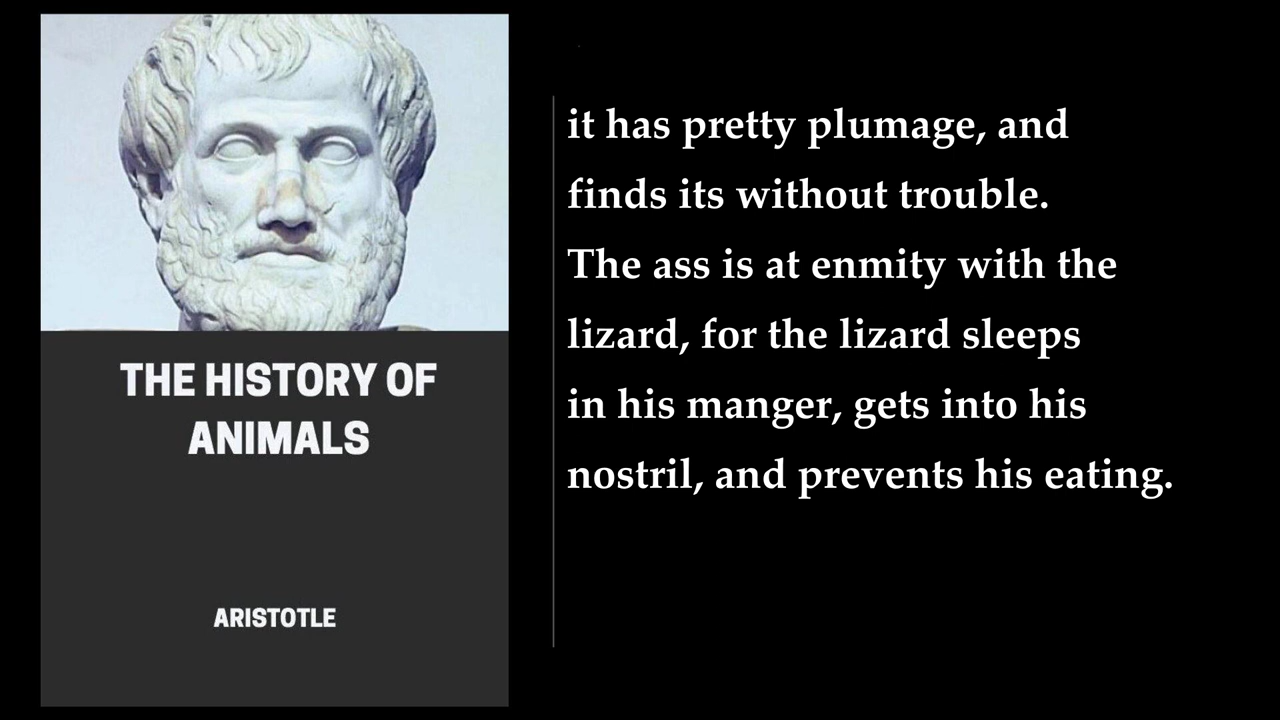 THE HISTORY OF
ANIMALS
ARISTOTLE
it has pretty plumage, and
finds its without trouble.
The ass is at enmity with the
lizard, for the lizard sleeps
in his manger, gets into his
nostril, and prevents his eating.